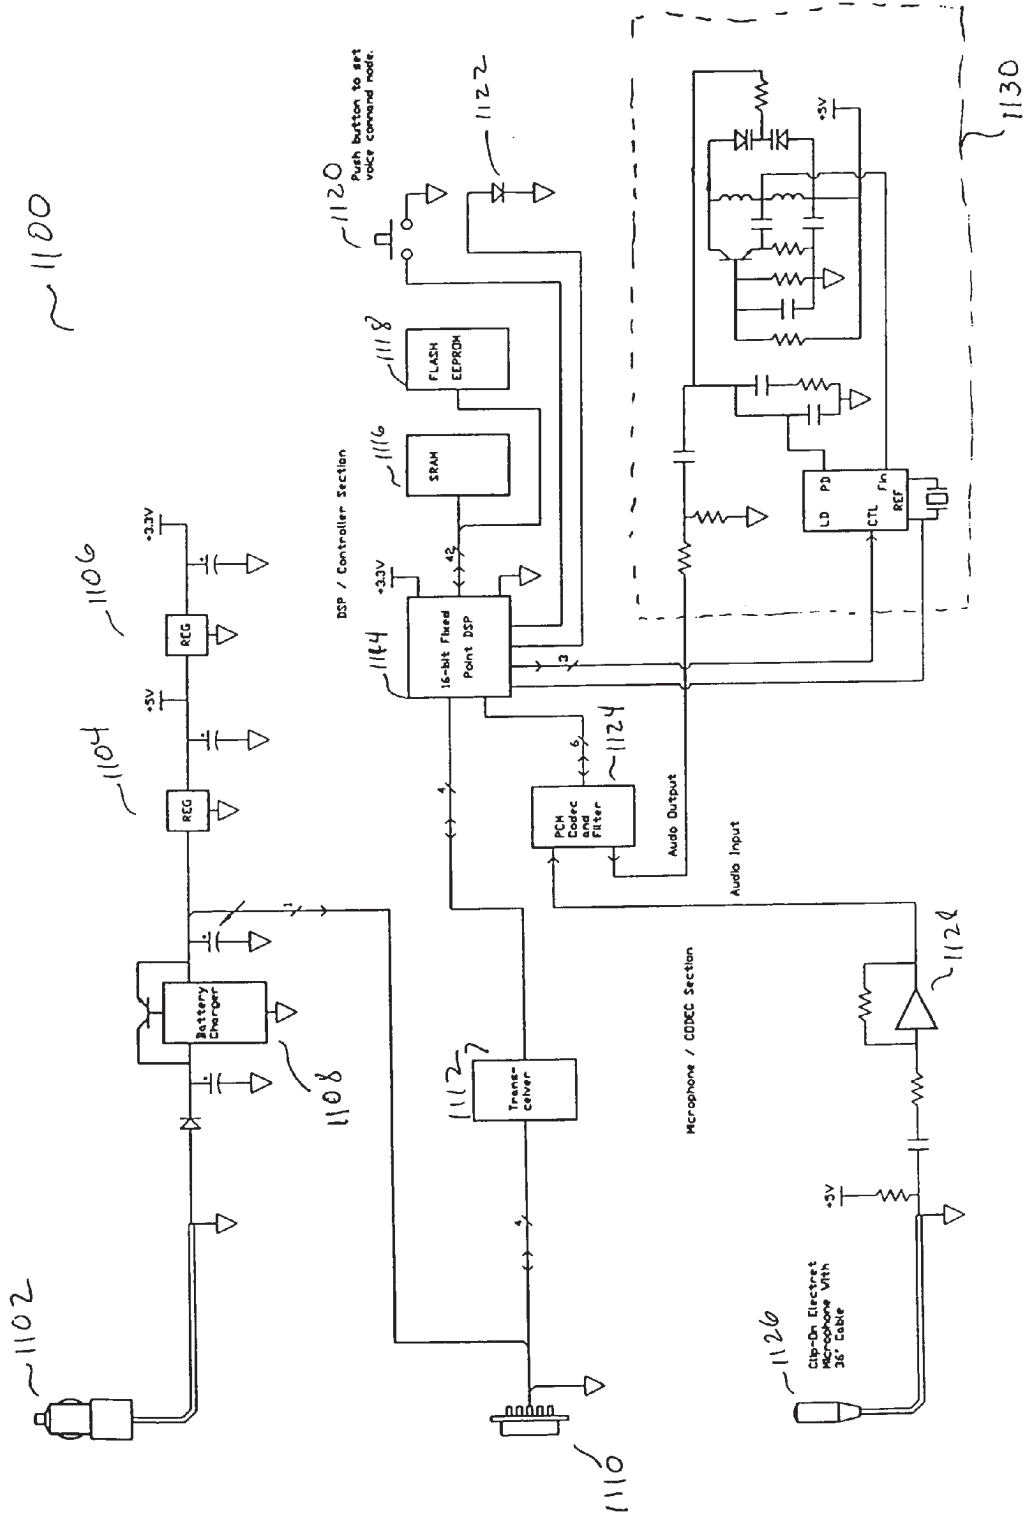 1100
1102
1104
1106
+5V
+3.3V
REG
REG
Battery
Charger
1108
1
1110
4
1112
Trans-
ceiver
4
DSP / Controller Section
+3.3V
16-bit Fixed
Point DSP
42
1116
SRAM
1118
FLASH
EEPROM
1120
Push button to set
voice command mode.
1122
3
6
1124
PCM
Codec
and
Filter
Audo Output
Audio Input
Microphone / CODEC Section
1126
Clip-On Electret
Microphone With
36" Cable
+5V
1128
LD
PD
CTL
Fin
REF
+5V
1130